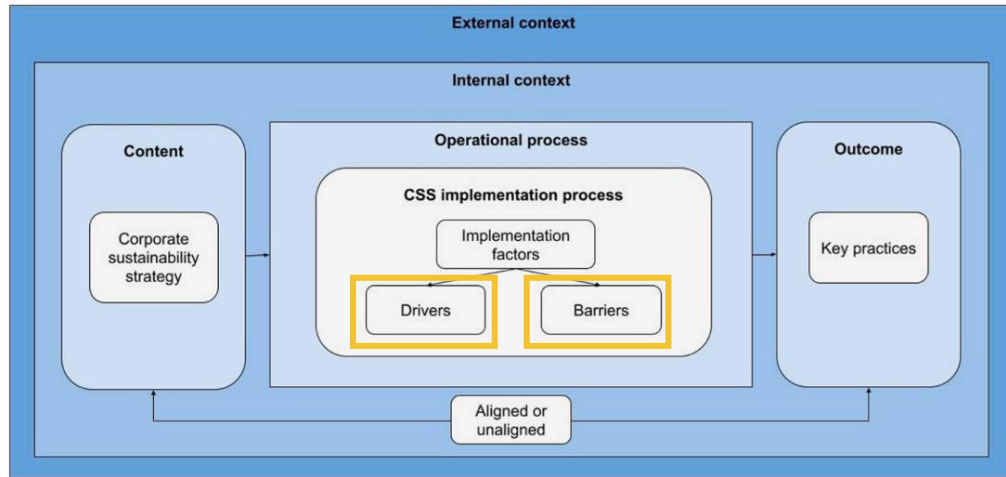 External context
Internal context
Content
Corporate
sustainability
strategy
Operational process
CSS implementation process
Implementation
factors
Drivers
Barriers
Outcome
Key practices
Aligned or
unaligned